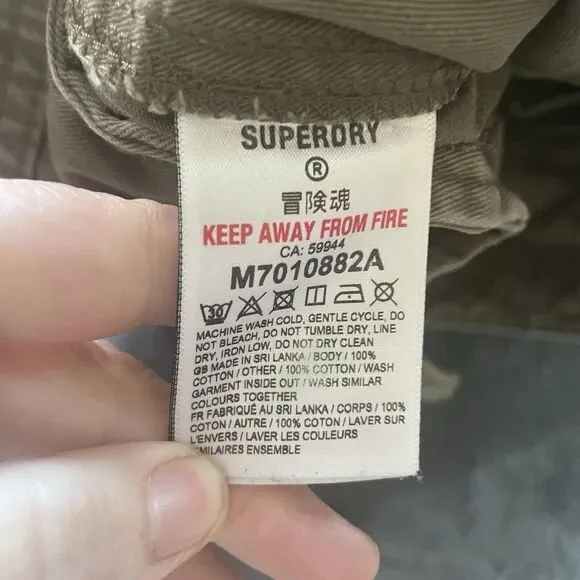 SUPERDRY
®
冒険魂
KEEP AWAY FROM FIRE
CA: 59944
M7010882A
30
MACHINE WASH COLD, GENTLE CYCLE, DO
NOT BLEACH, DO NOT TUMBLE DRY, LINE
DRY, IRON LOW, DO NOT DRY CLEAN
GB MADE IN SRI LANKA / BODY / 100%
COTTON / OTHER / 100% COTTON / WASH
GARMENT INSIDE OUT / WASH SIMILAR
COLOURS TOGETHER
FR FABRIQUÉ AU SRI LANKA / CORPS / 100%
COTON / AUTRE / 100% COTON / LAVER SUR
L'ENVERS / LAVER LES COULEURS
SIMILAIRES ENSEMBLE